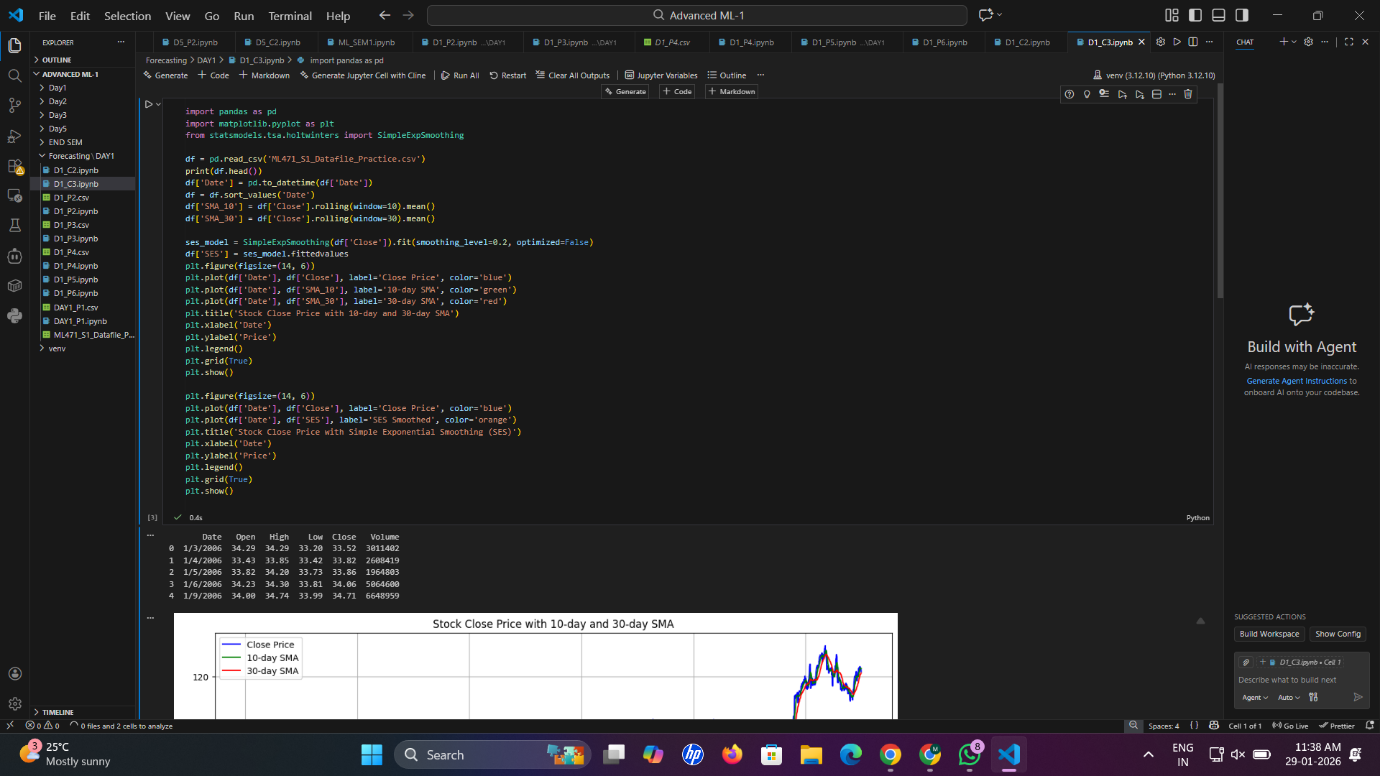 File Edit Selection View Go Run Terminal Help
Advanced ML-1
EXPLORER
D5_P2.ipynb D5_C2.ipynb ML_SEM1.ipynb D1_P2.ipynb ...\DAY1 D1_P3.ipynb ...\DAY1 D1_P4.csv D1_P4.ipynb D1_P5.ipynb ...\DAY1 D1_P6.ipynb D1_C2.ipynb D1_C3.ipynb
CHAT
OUTLINE
ADVANCED ML-1
Day1
Day2
Day3
Day5
END SEM
Forecasting \ DAY1
D1_C2.ipynb
D1_C3.ipynb
D1_P2.csv
D1_P2.ipynb
D1_P3.csv
D1_P3.ipynb
D1_P4.csv
D1_P4.ipynb
D1_P5.ipynb
D1_P6.ipynb
DAY1_P1.csv
DAY1_P1.ipynb
ML471_S1_Datafile_P...
venv
TIMELINE
Forecasting > DAY1 > D1_C3.ipynb > import pandas as pd
Generate + Code + Markdown Generate Jupyter Cell with Cline Run All Restart Clear All Outputs Jupyter Variables Outline ...
venv (3.12.10) (Python 3.12.10)
Generate + Code + Markdown
import pandas as pd
import matplotlib.pyplot as plt
from statsmodels.tsa.holtwinters import SimpleExpSmoothing
df = pd.read_csv('ML471_S1_Datafile_Practice.csv')
print(df.head())
df['Date'] = pd.to_datetime(df['Date'])
df = df.sort_values('Date')
df['SMA_10'] = df['Close'].rolling(window=10).mean()
df['SMA_30'] = df['Close'].rolling(window=30).mean()
ses_model = SimpleExpSmoothing(df['Close']).fit(smoothing_level=0.2, optimized=False)
df['SES'] = ses_model.fittedvalues
plt.figure(figsize=(14, 6))
plt.plot(df['Date'], df['Close'], label='Close Price', color='blue')
plt.plot(df['Date'], df['SMA_10'], label='10-day SMA', color='green')
plt.plot(df['Date'], df['SMA_30'], label='30-day SMA', color='red')
plt.title('Stock Close Price with 10-day and 30-day SMA')
plt.xlabel('Date')
plt.ylabel('Price')
plt.legend()
plt.grid(True)
plt.show()
plt.figure(figsize=(14, 6))
plt.plot(df['Date'], df['Close'], label='Close Price', color='blue')
plt.plot(df['Date'], df['SES'], label='SES Smoothed', color='orange')
plt.title('Stock Close Price with Simple Exponential Smoothing (SES)')
plt.xlabel('Date')
plt.ylabel('Price')
plt.legend()
plt.grid(True)
plt.show()
[3] 0.4s Python
Date Open High Low Close Volume
0 1/3/2006 34.29 34.29 33.20 33.52 3011402
1 1/4/2006 33.43 33.85 33.42 33.82 2608419
2 1/5/2006 33.82 34.20 33.73 33.86 1964803
3 1/6/2006 34.23 34.30 33.81 34.06 5064600
4 1/9/2006 34.00 34.74 33.99 34.71 6648959
Stock Close Price with 10-day and 30-day SMA
Close Price
10-day SMA
30-day SMA
120
Build with Agent
AI responses may be inaccurate.
Generate Agent Instructions to
onboard AI onto your codebase.
SUGGESTED ACTIONS
Build Workspace Show Config
D1_C3.ipynb • Cell 1
Describe what to build next
Agent Auto
0 0 0 files and 2 cells to analyze
Spaces: 4 { } Cell 1 of 1 Go Live Prettier
3 25°C
Mostly sunny
Search
8
ENG
IN
11:38 AM
29-01-2026